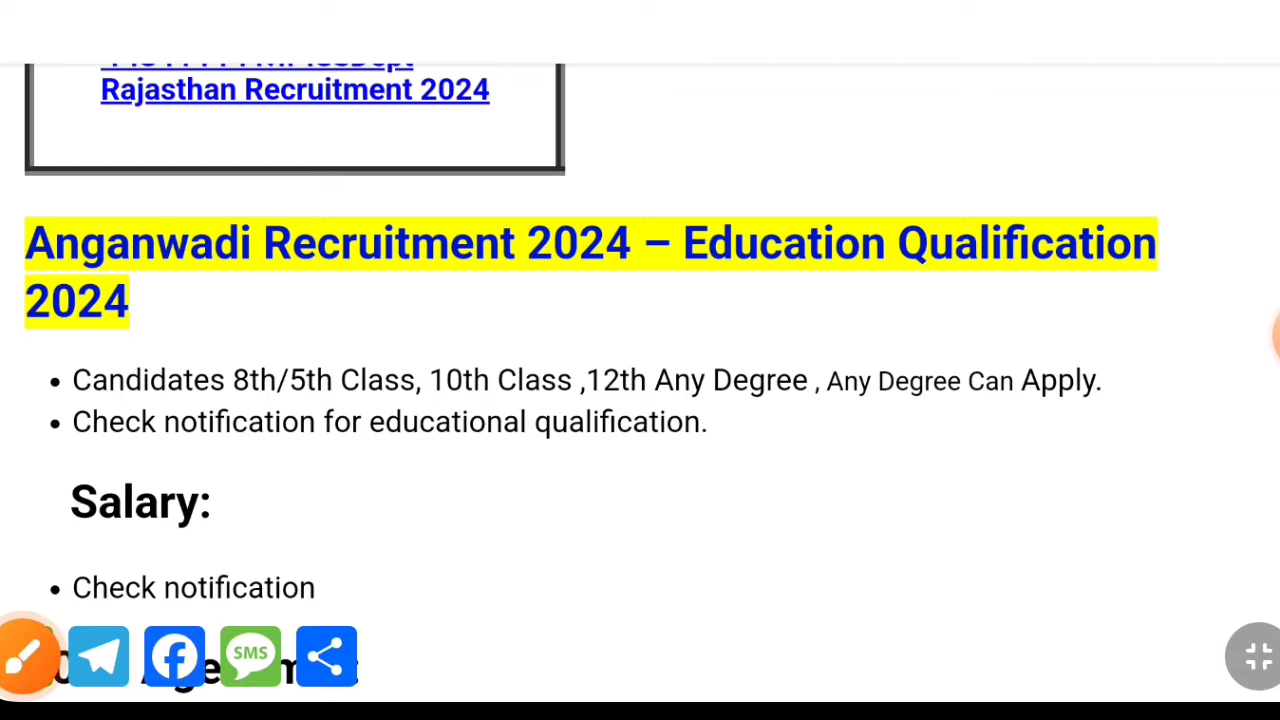 Rajasthan Recruitment 2024
Anganwadi Recruitment 2024 – Education Qualification
2024
• Candidates 8th/5th Class, 10th Class ,12th Any Degree , Any Degree Can Apply.
• Check notification for educational qualification.
Salary:
• Check notification
SMS